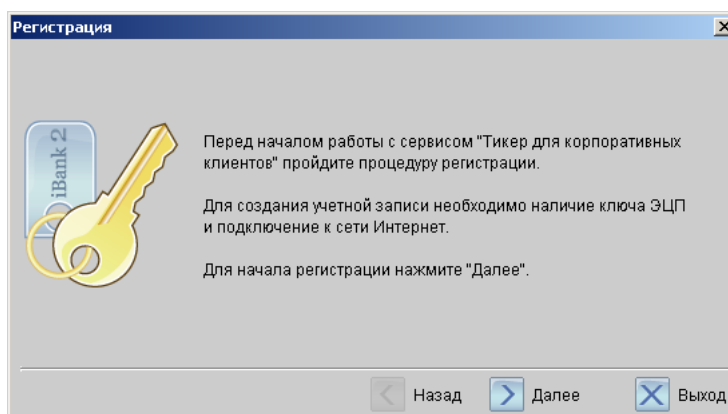 Регистрация
iBank 2
Перед началом работы с сервисом "Тикер для корпоративных
клиентов" пройдите процедуру регистрации.
Для создания учетной записи необходимо наличие ключа ЭЦП
и подключение к сети Интернет.
Для начала регистрации нажмите "Далее".
Назад Далее Выход